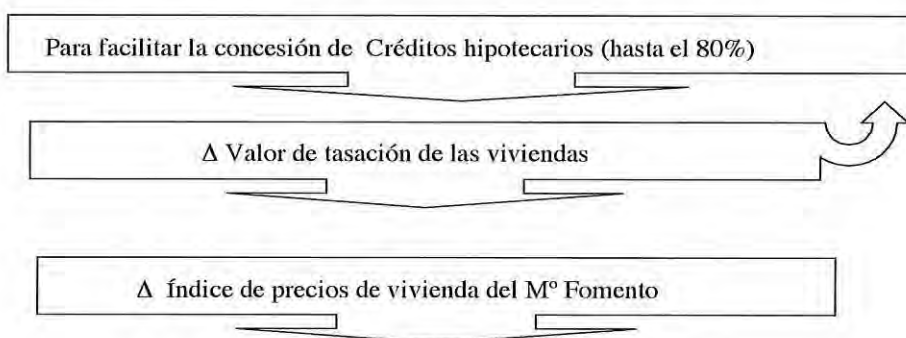 Para facilitar la concesión de Créditos hipotecarios (hasta el 80%)
Δ Valor de tasación de las viviendas
Δ Índice de precios de vivienda del Mº Fomento